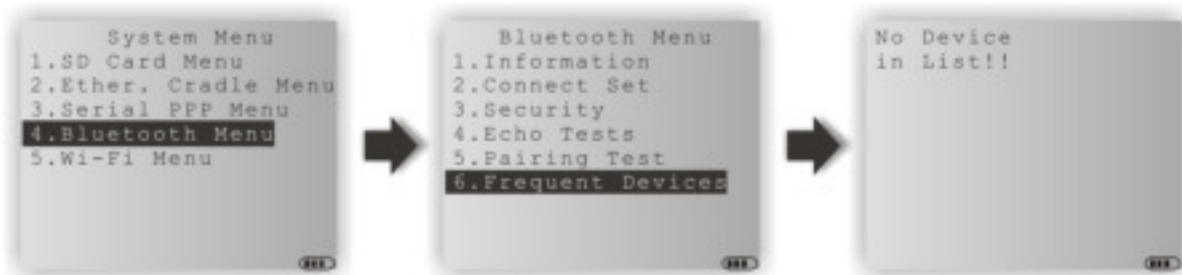 System Menu
1.SD Card Menu
2.Ether. Cradle Menu
3.Serial PPP Menu
4.Bluetooth Menu
5.Wi-Fi Menu
Bluetooth Menu
1.Information
2.Connect Set
3.Security
4.Echo Tests
5.Pairing Test
6.Frequent Devices
No Device
in List!!